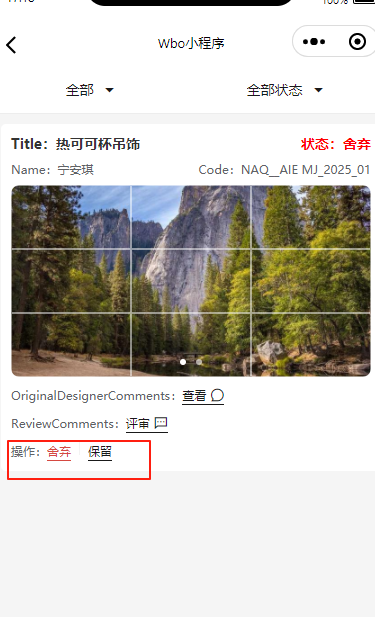 100%
Wbo小程序
全部 全部状态
Title：热可可杯吊饰 状态：舍弃
Name：宁安琪 Code：NAQ__AIE MJ_2025_01
OriginalDesignerComments：查看
ReviewComments：评审
操作：舍弃 保留